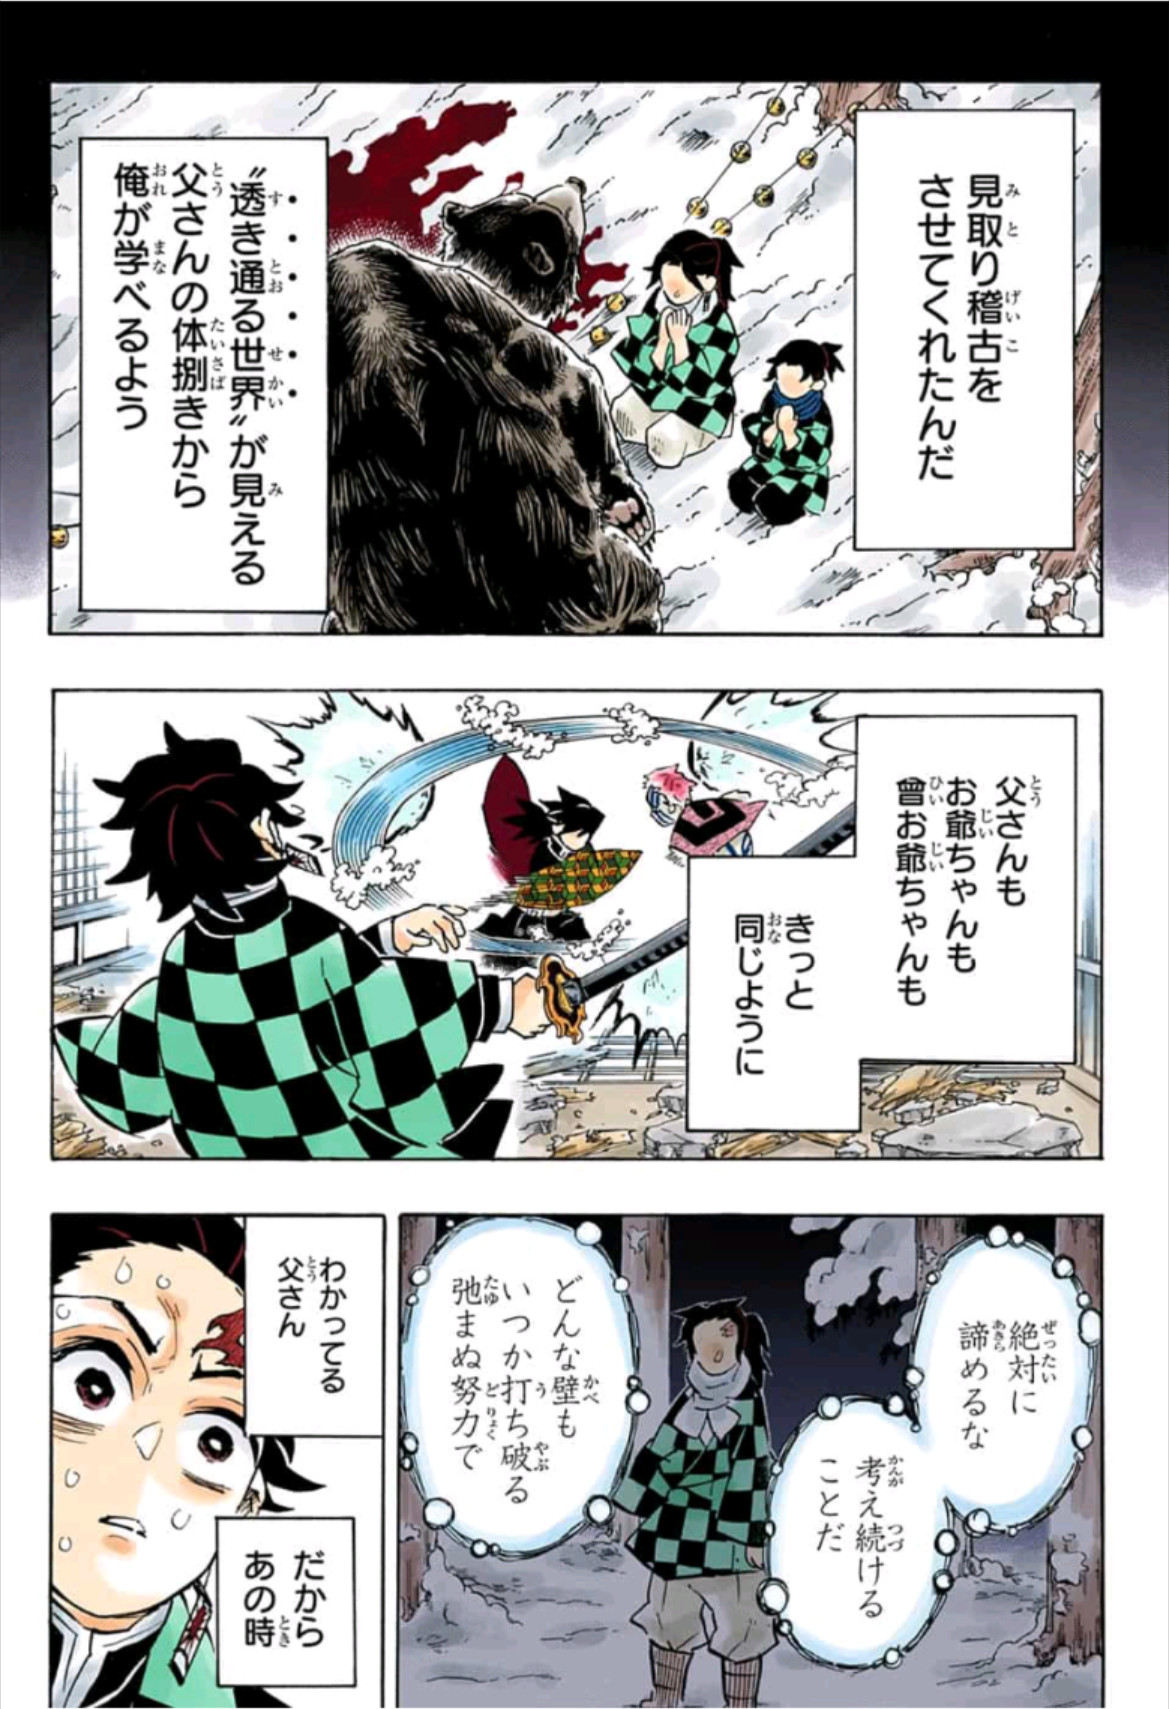 見取り稽古を
させてくれたんだ
〝透き通る世界〟が見える
父さんの体捌きから
俺が学べるよう
父さんも
お爺ちゃんも
曾お爺ちゃんも
きっと
同じように
絶対に
諦めるな
考え続ける
ことだ
どんな壁も
いつか打ち破る
弛まぬ努力で
わかってる
父さん
だから
あの時